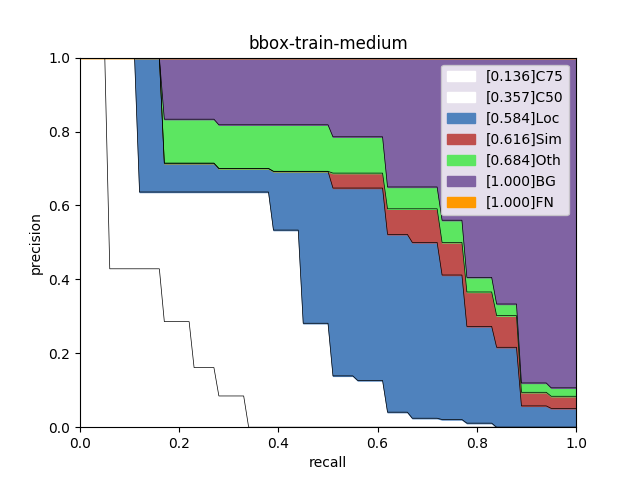 bbox-train-medium
1.0
0.8
0.6
0.4
0.2
0.0
precision
[0.136]C75
[0.357]C50
[0.584]Loc
[0.616]Sim
[0.684]Oth
[1.000]BG
[1.000]FN
0.0 0.2 0.4 0.6 0.8 1.0
recall